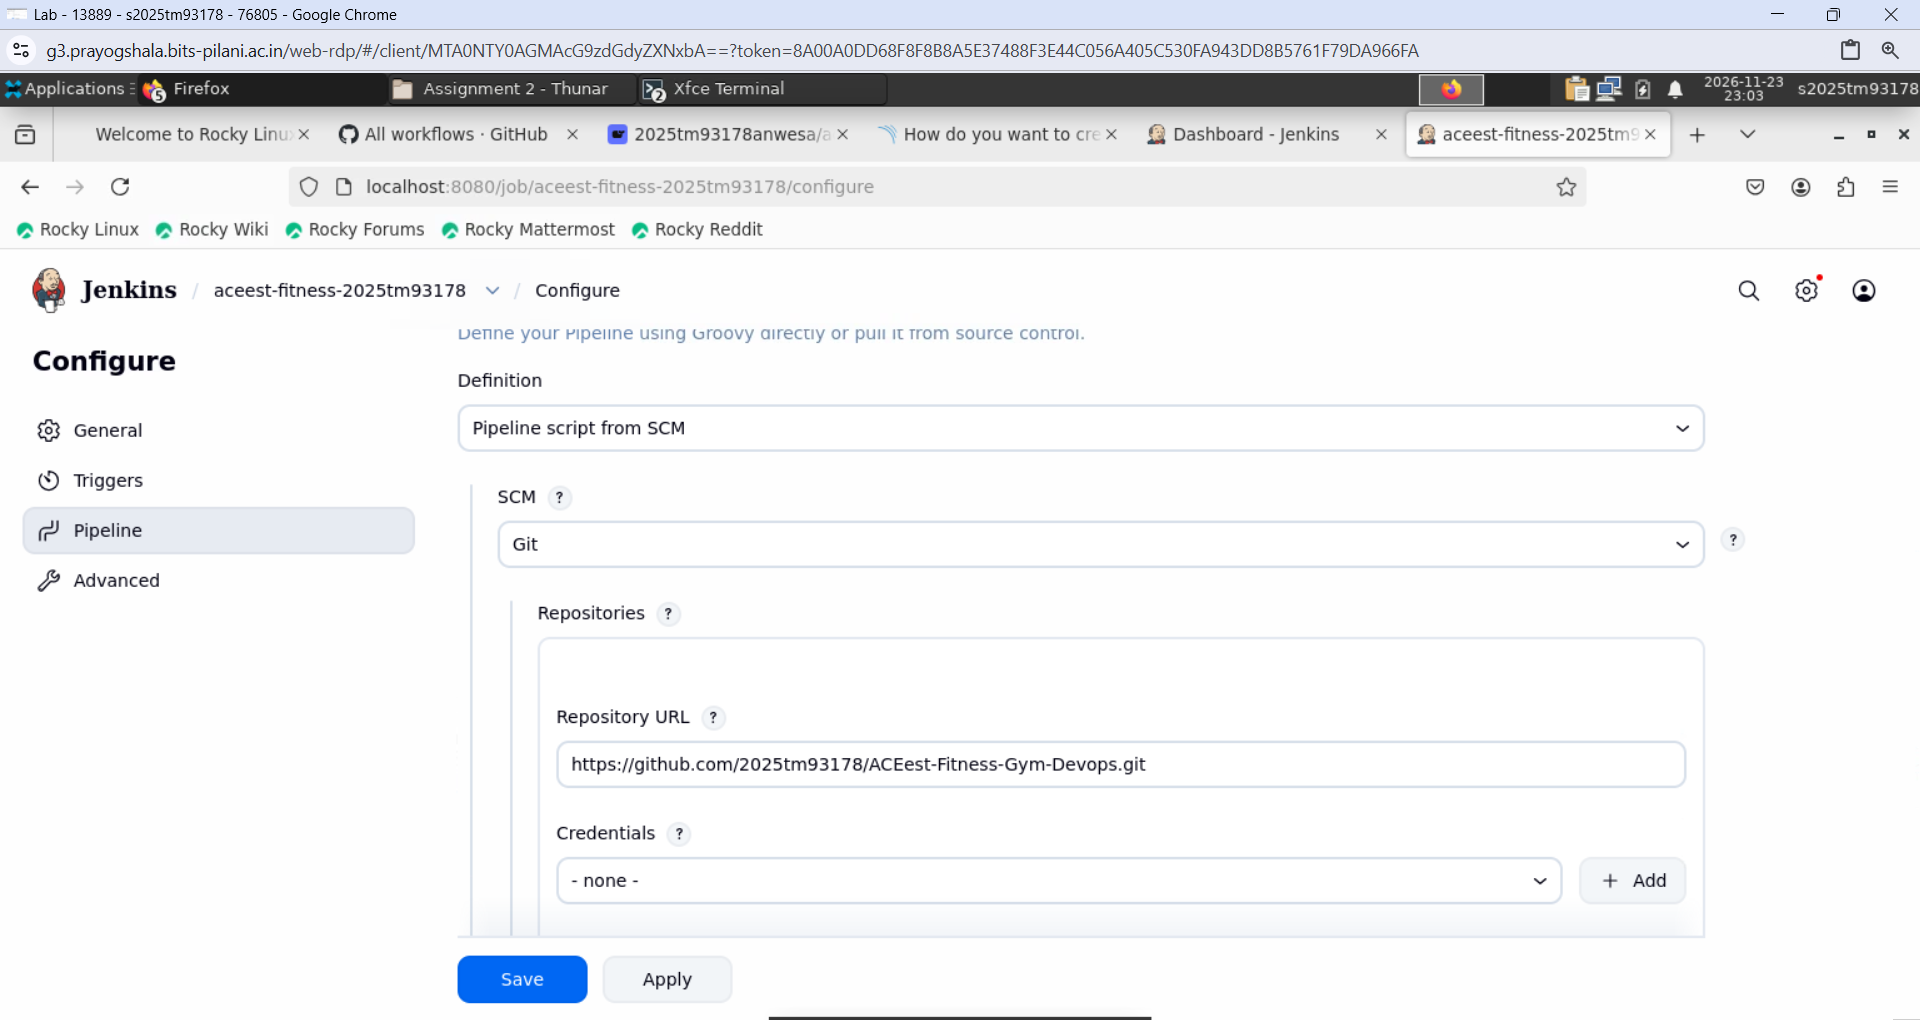 Lab - 13889 - s2025tm93178 - 76805 - Google Chrome
g3.prayogshala.bits-pilani.ac.in/web-rdp/#/client/MTA0NTY0AGMAcG9zdGdyZXNxbA==?token=8A00A0DD68F8F8B8A5E37488F3E44C056A405C530FA943DD8B5761F79DA966FA
Applications
Firefox
Assignment 2 - Thunar
Xfce Terminal
2026-11-23
23:03
s2025tm93178
Welcome to Rocky Linu
All workflows · GitHub
2025tm93178anwesa/a
How do you want to cre
Dashboard - Jenkins
aceest-fitness-2025tm9
localhost:8080/job/aceest-fitness-2025tm93178/configure
Rocky Linux
Rocky Wiki
Rocky Forums
Rocky Mattermost
Rocky Reddit
Jenkins / aceest-fitness-2025tm93178 / Configure
Configure
General
Triggers
Pipeline
Advanced
Define your Pipeline using Groovy directly or pull it from source control.
Definition
Pipeline script from SCM
SCM ?
Git
?
Repositories ?
Repository URL ?
https://github.com/2025tm93178/ACEest-Fitness-Gym-Devops.git
Credentials ?
- none -
+ Add
Save
Apply